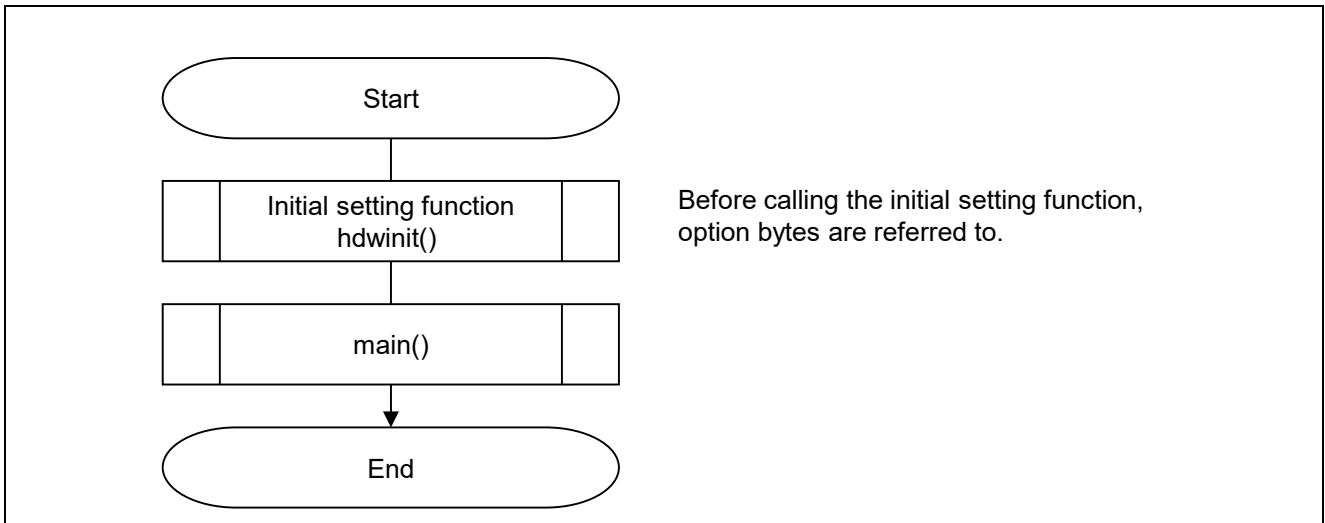 Start
Initial setting function
hdwinit()
Before calling the initial setting function,
option bytes are referred to.
main()
End